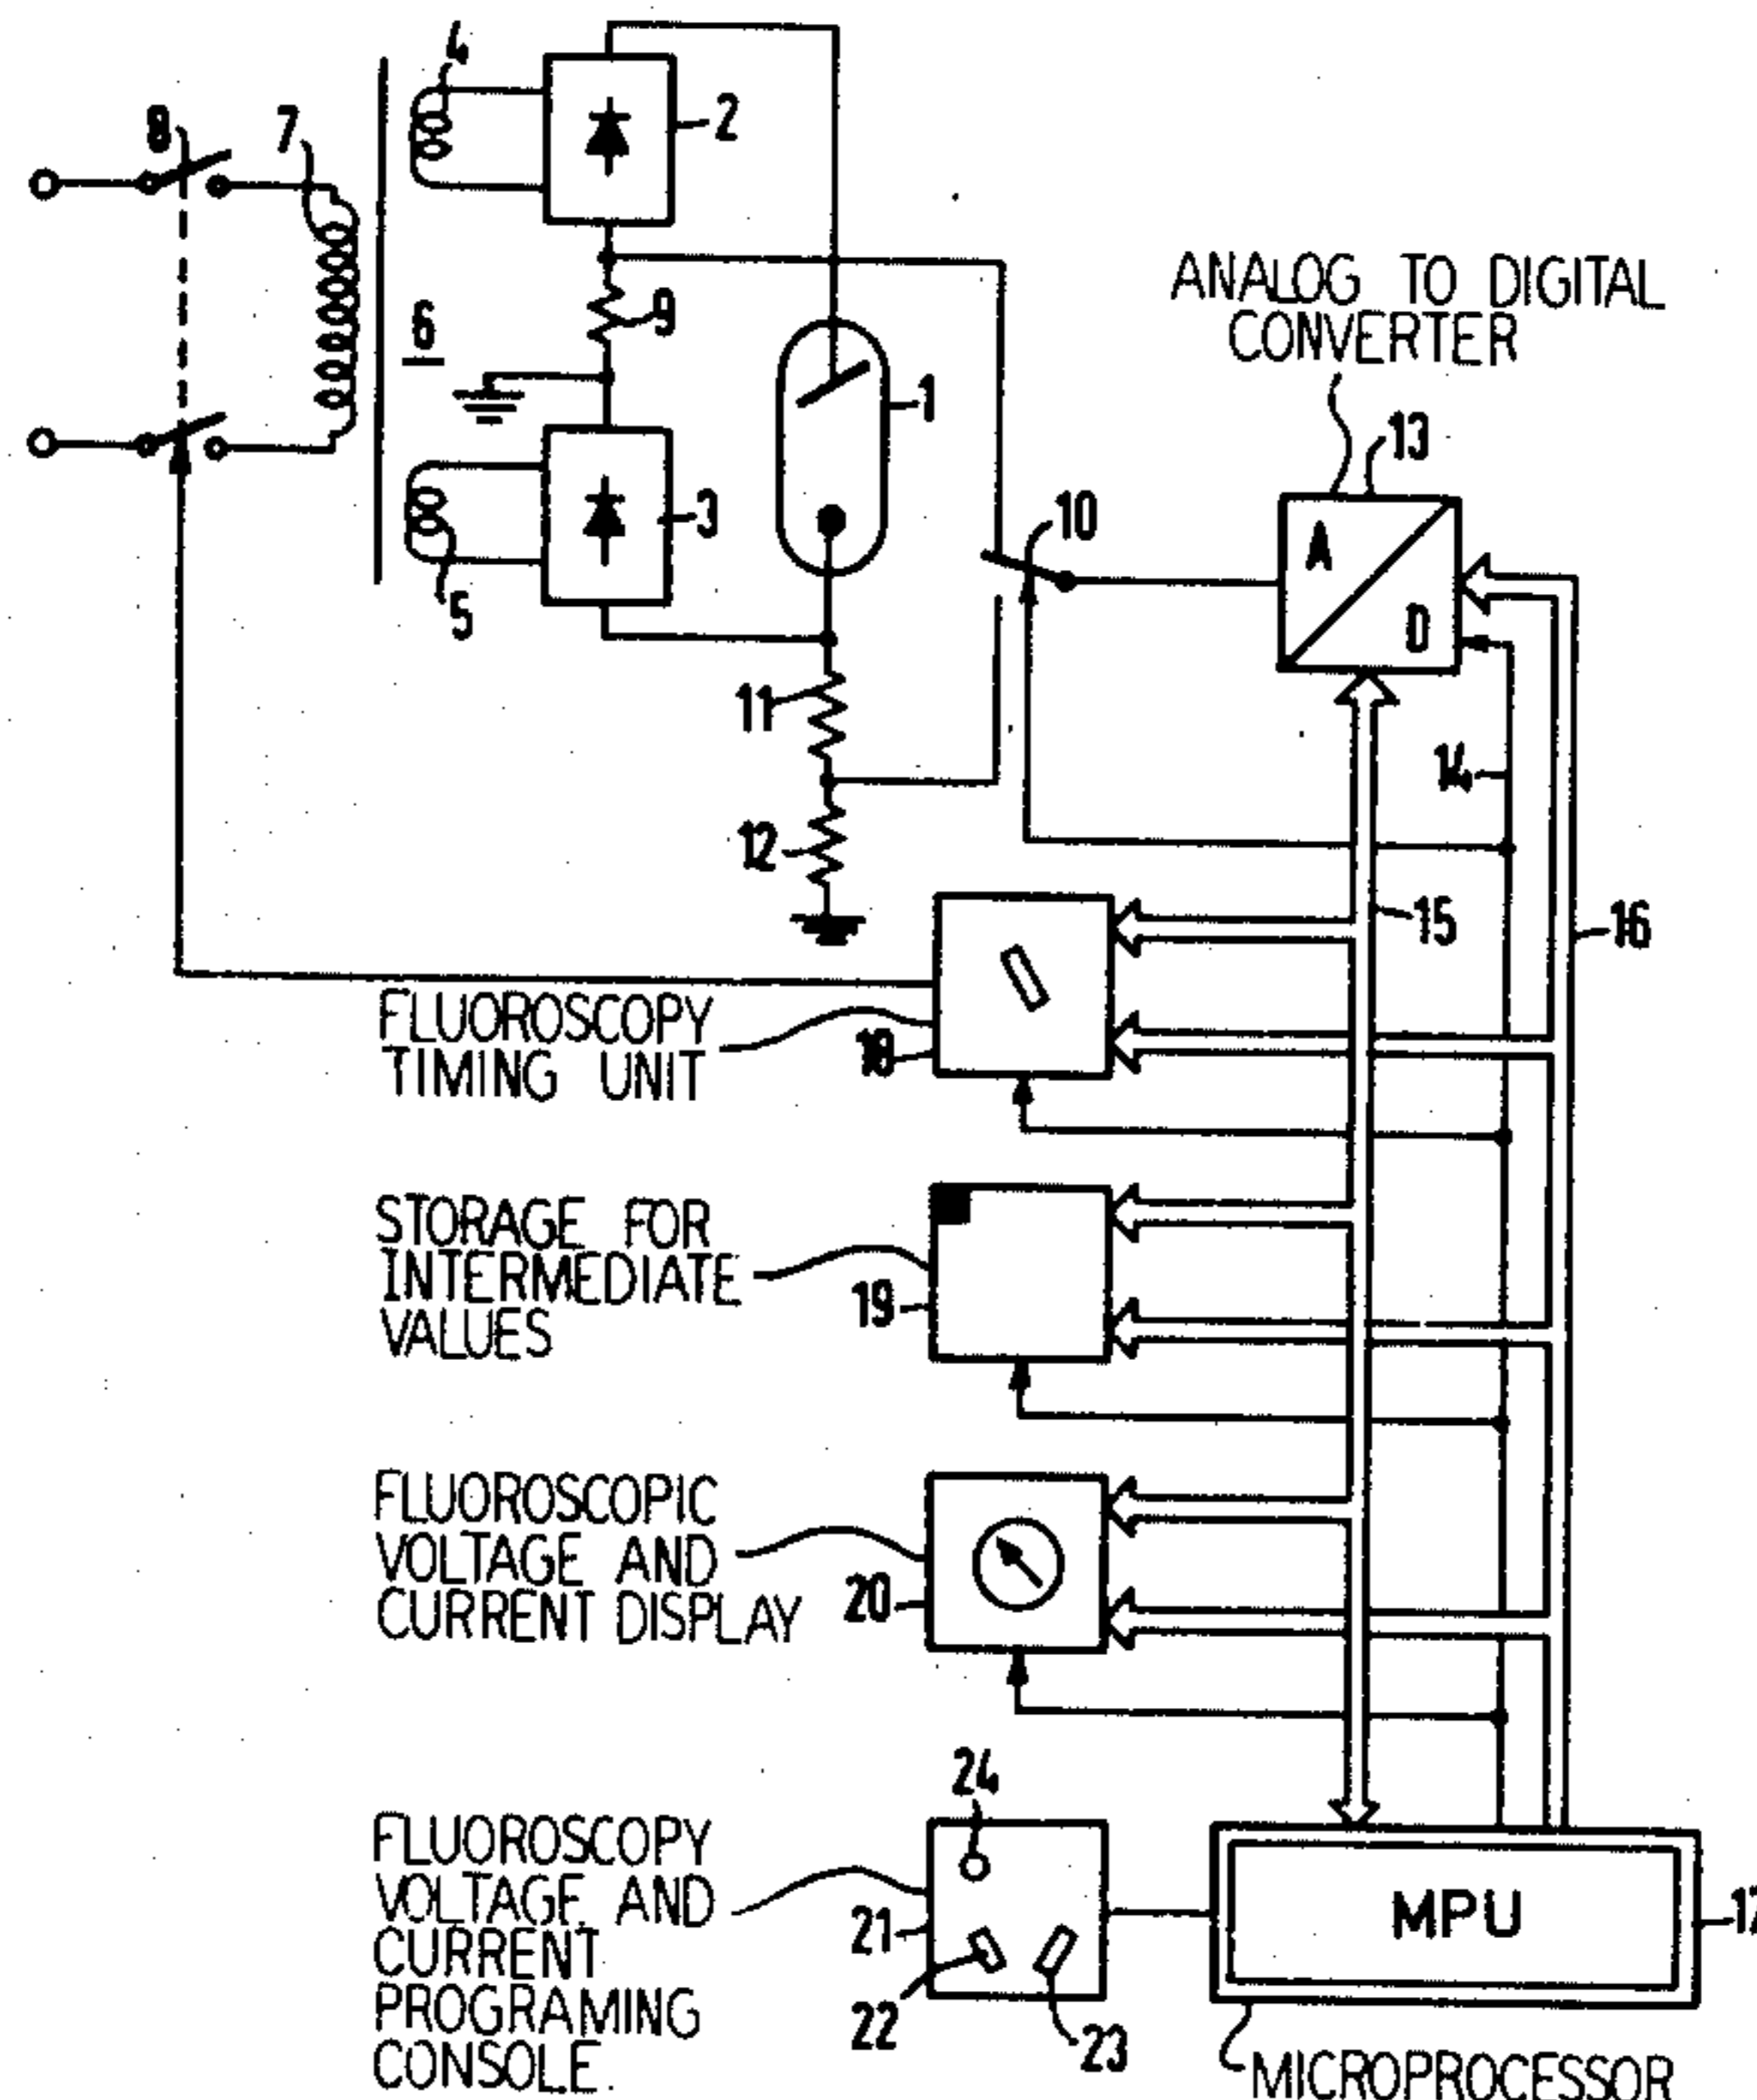 4
8
7
2
6
9
1
3
5
ANALOG TO DIGITAL
CONVERTER
13
A
D
10
11
14
12
15
16
FLUOROSCOPY
TIMING UNIT
18
STORAGE FOR
INTERMEDIATE
VALUES
19
FLUOROSCOPIC
VOLTAGE AND
CURRENT DISPLAY
20
24
FLUOROSCOPY
VOLTAGE AND
CURRENT
PROGRAMING
CONSOLE
21
22
23
MPU
17
MICROPROCESSOR